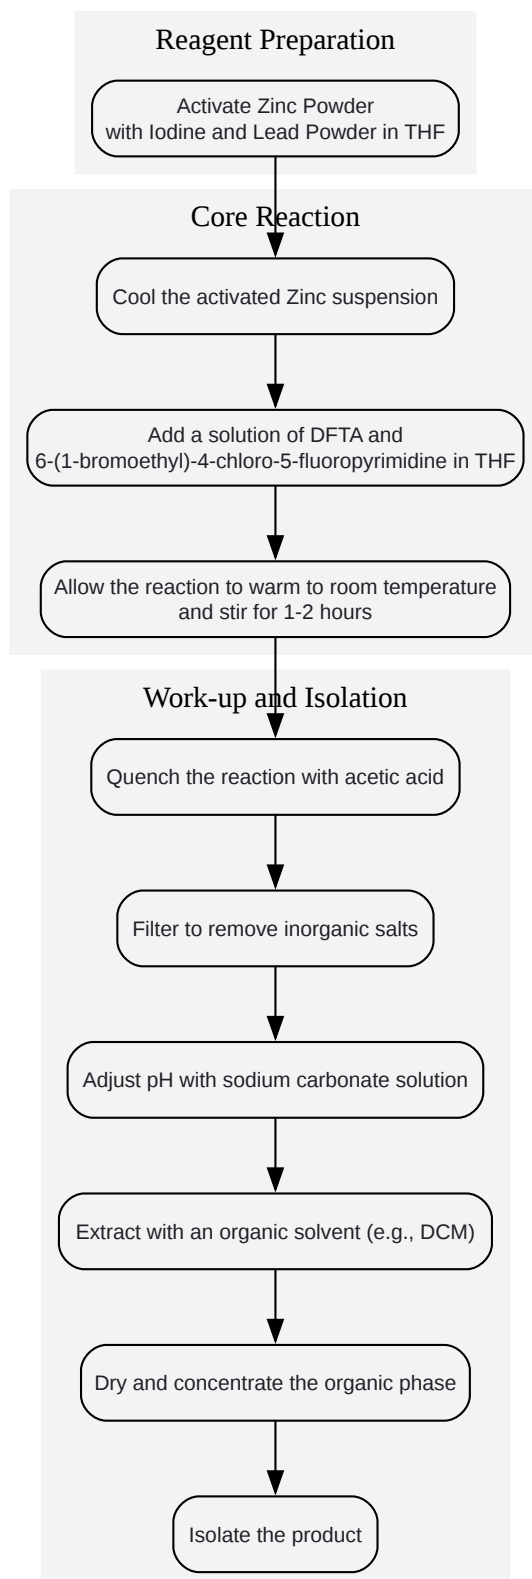 Reagent Preparation
Activate Zinc Powder
with Iodine and Lead Powder in THF
Core Reaction
Cool the activated Zinc suspension
Add a solution of DFTA and
6-(1-bromoethyl)-4-chloro-5-fluoropyrimidine in THF
Allow the reaction to warm to room temperature
and stir for 1-2 hours
Work-up and Isolation
Quench the reaction with acetic acid
Filter to remove inorganic salts
Adjust pH with sodium carbonate solution
Extract with an organic solvent (e.g., DCM)
Dry and concentrate the organic phase
Isolate the product